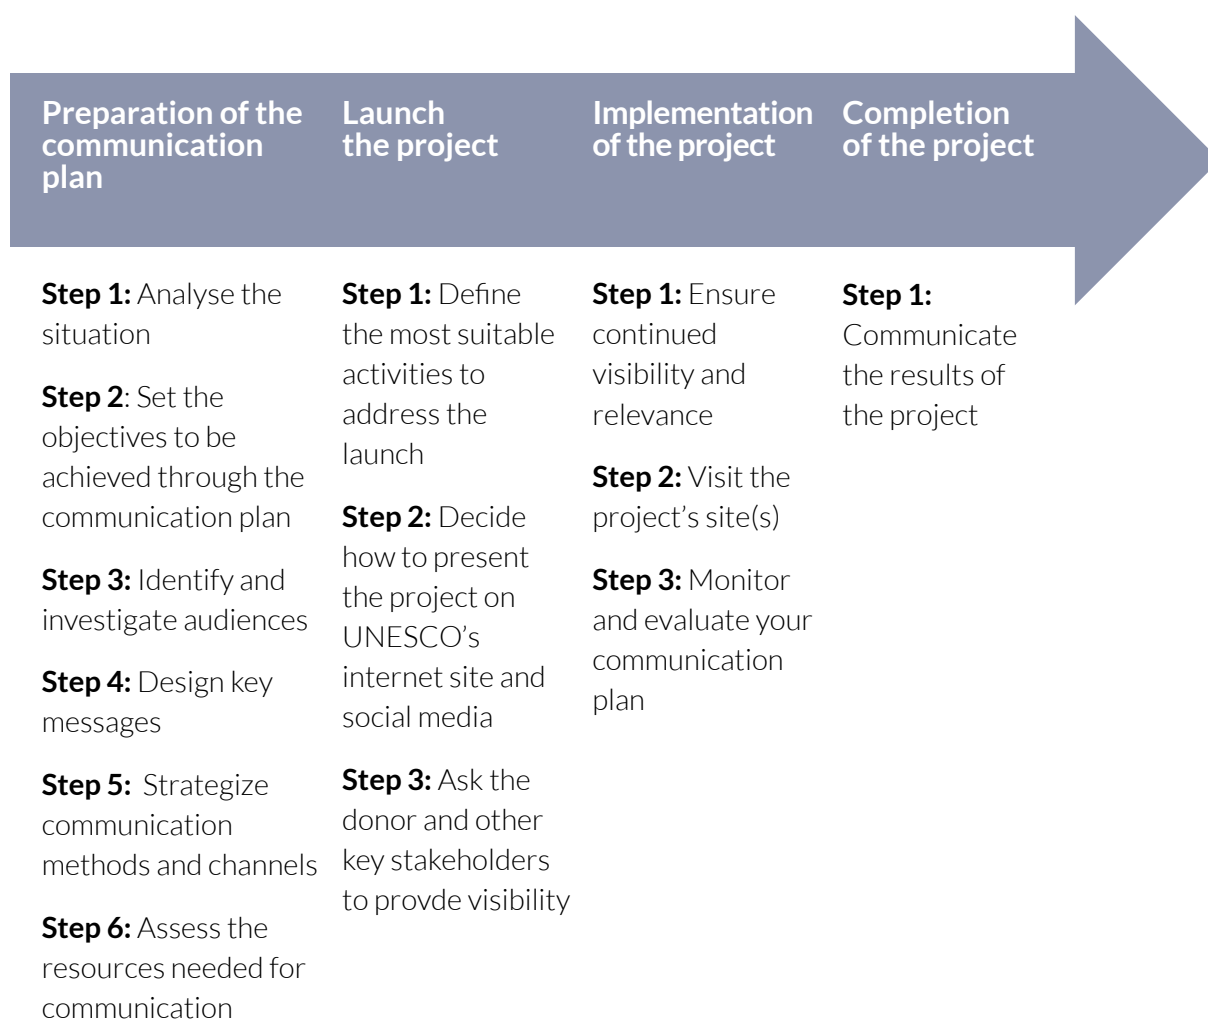 Preparation of the
communication
plan
Launch
the project
Implementation
of the project
Completion
of the project
Step 1: Analyse the
situation
Step 2: Set the
objectives to be
achieved through the
communication plan
Step 3: Identify and
investigate audiences
Step 4: Design key
messages
Step 5: Strategize
communication
methods and channels
Step 6: Assess the
resources needed for
communication
Step 1: Define
the most suitable
activities to
address the
launch
Step 2: Decide
how to present
the project on
UNESCO’s
internet site and
social media
Step 3: Ask the
donor and other
key stakeholders
to provde visibility
Step 1: Ensure
continued
visibility and
relevance
Step 2: Visit the
project’s site(s)
Step 3: Monitor
and evaluate your
communication
plan
Step 1:
Communicate
the results of
the project